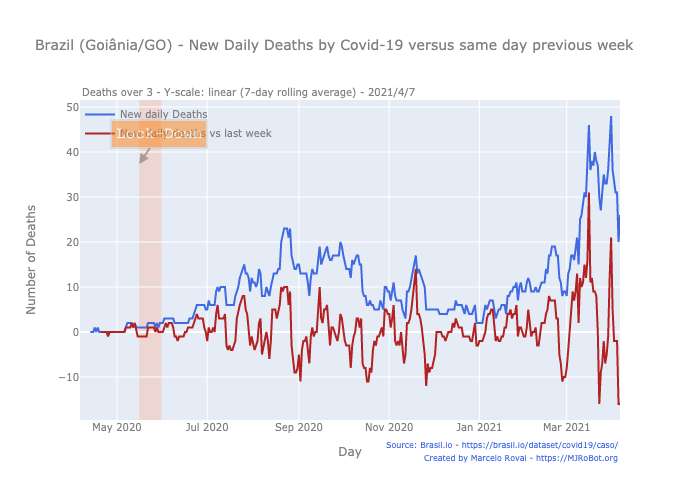 Brazil (Goiânia/GO) - New Daily Deaths by Covid-19 versus same day previous week
Deaths over 3 - Y-scale: linear (7-day rolling average) - 2021/4/7
New daily Deaths
vs last week
Lock Down
50
40
30
20
10
0
−10
Number of Deaths
May 2020
Jul 2020
Sep 2020
Nov 2020
Jan 2021
Mar 2021
Day
Source: Brasil.io - https://brasil.io/dataset/covid19/caso/
Created by Marcelo Rovai - https://MJRoBot.org